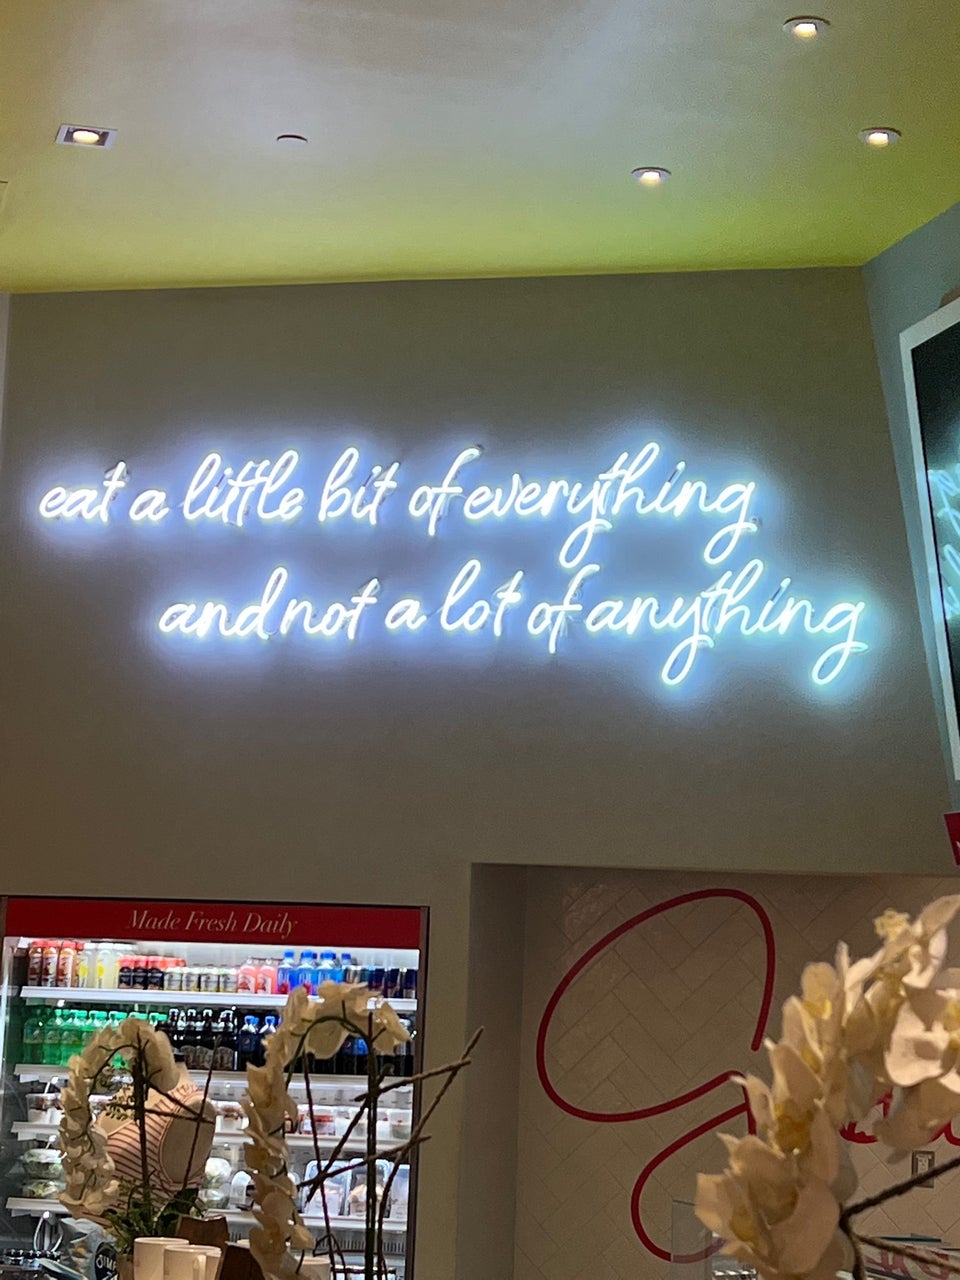 eat a little bit of everything
and not a lot of anything
Made Fresh Daily